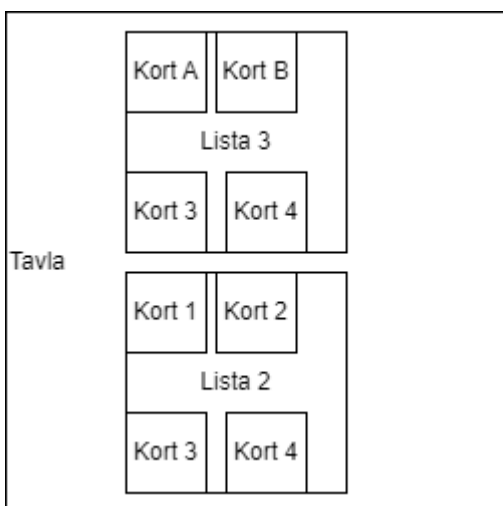 Kort A
Kort B
Lista 3
Kort 3
Kort 4
Tavla
Kort 1
Kort 2
Lista 2
Kort 3
Kort 4